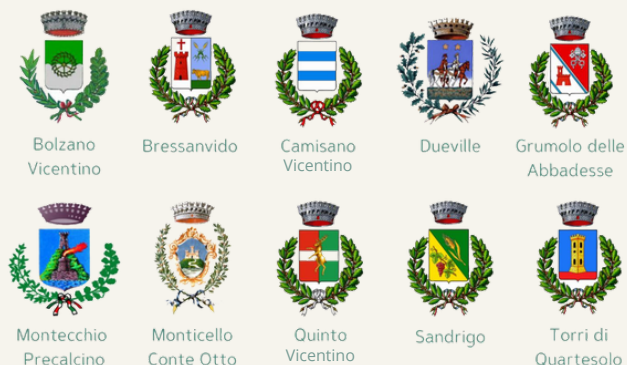 Bolzano
Vicentino
Bressanvido
Camisano
Vicentino
Dueville
Grumolo delle
Abbadesse
Montecchio
Precalcino
Monticello
Conte Otto
Quinto
Vicentino
Sandrigo
Torri di
Quartesolo